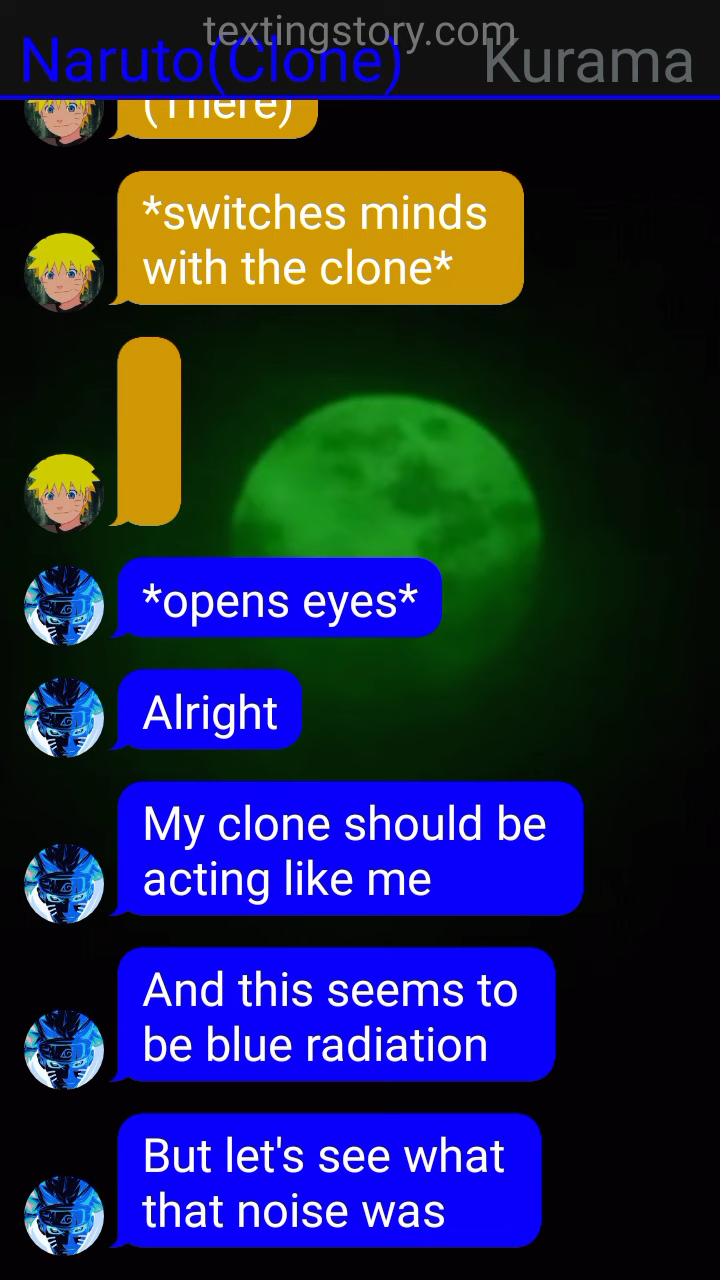 textingstory.com
Naruto(Clone) Kurama
(There)
*switches minds
with the clone*
*opens eyes*
Alright
My clone should be
acting like me
And this seems to
be blue radiation
But let's see what
that noise was